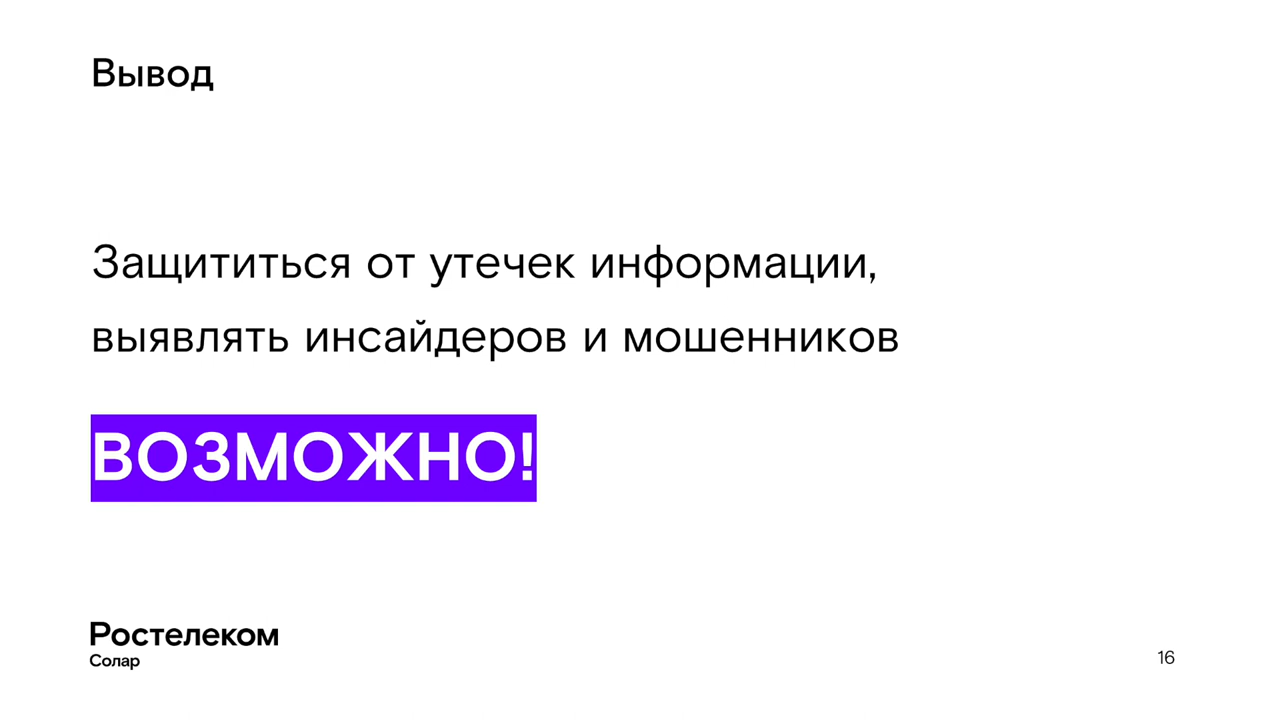 Вывод
Защититься от утечек информации,
выявлять инсайдеров и мошенников
ВОЗМОЖНО!
Ростелеком
Солар
16